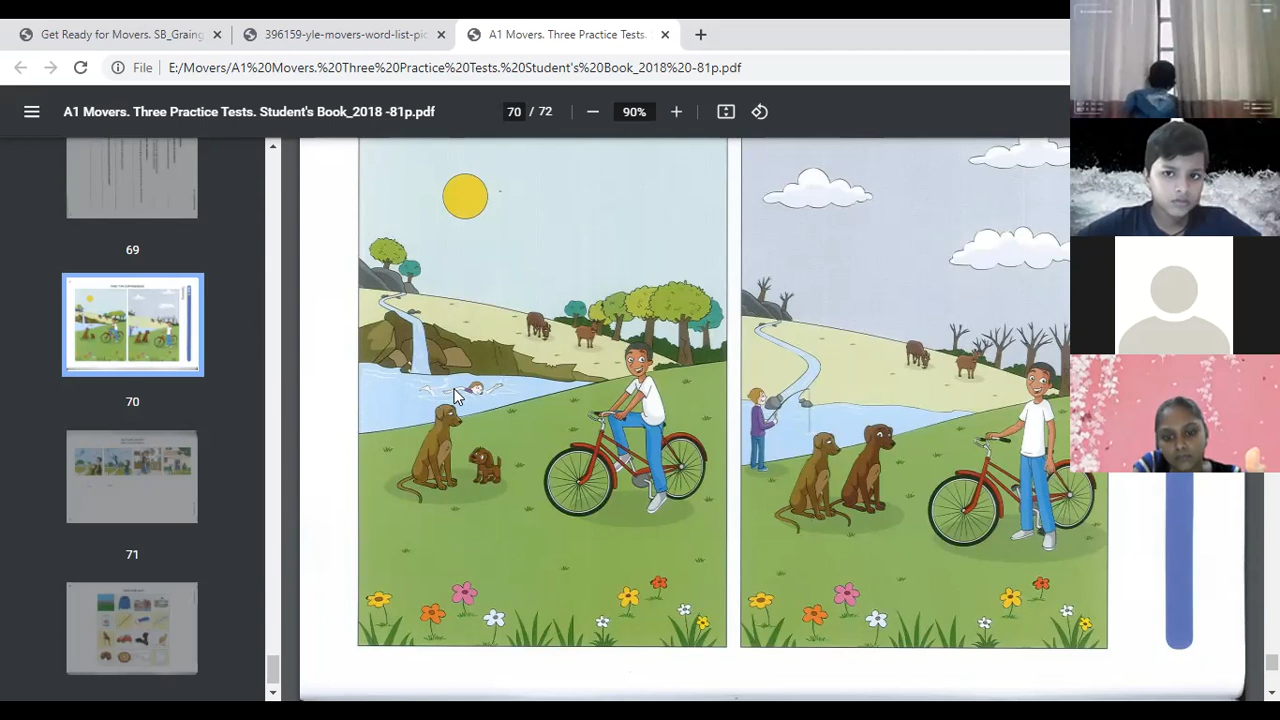 Get Ready for Movers. SB_Graing
396159-yle-movers-word-list-pic
A1 Movers. Three Practice Tests.
File
E:/Movers/A1%20Movers.%20Three%20Practice%20Tests.%20Student's%20Book_2018%20-81p.pdf
A1 Movers. Three Practice Tests. Student's Book_2018 -81p.pdf
70 / 72
90%
69
70
71